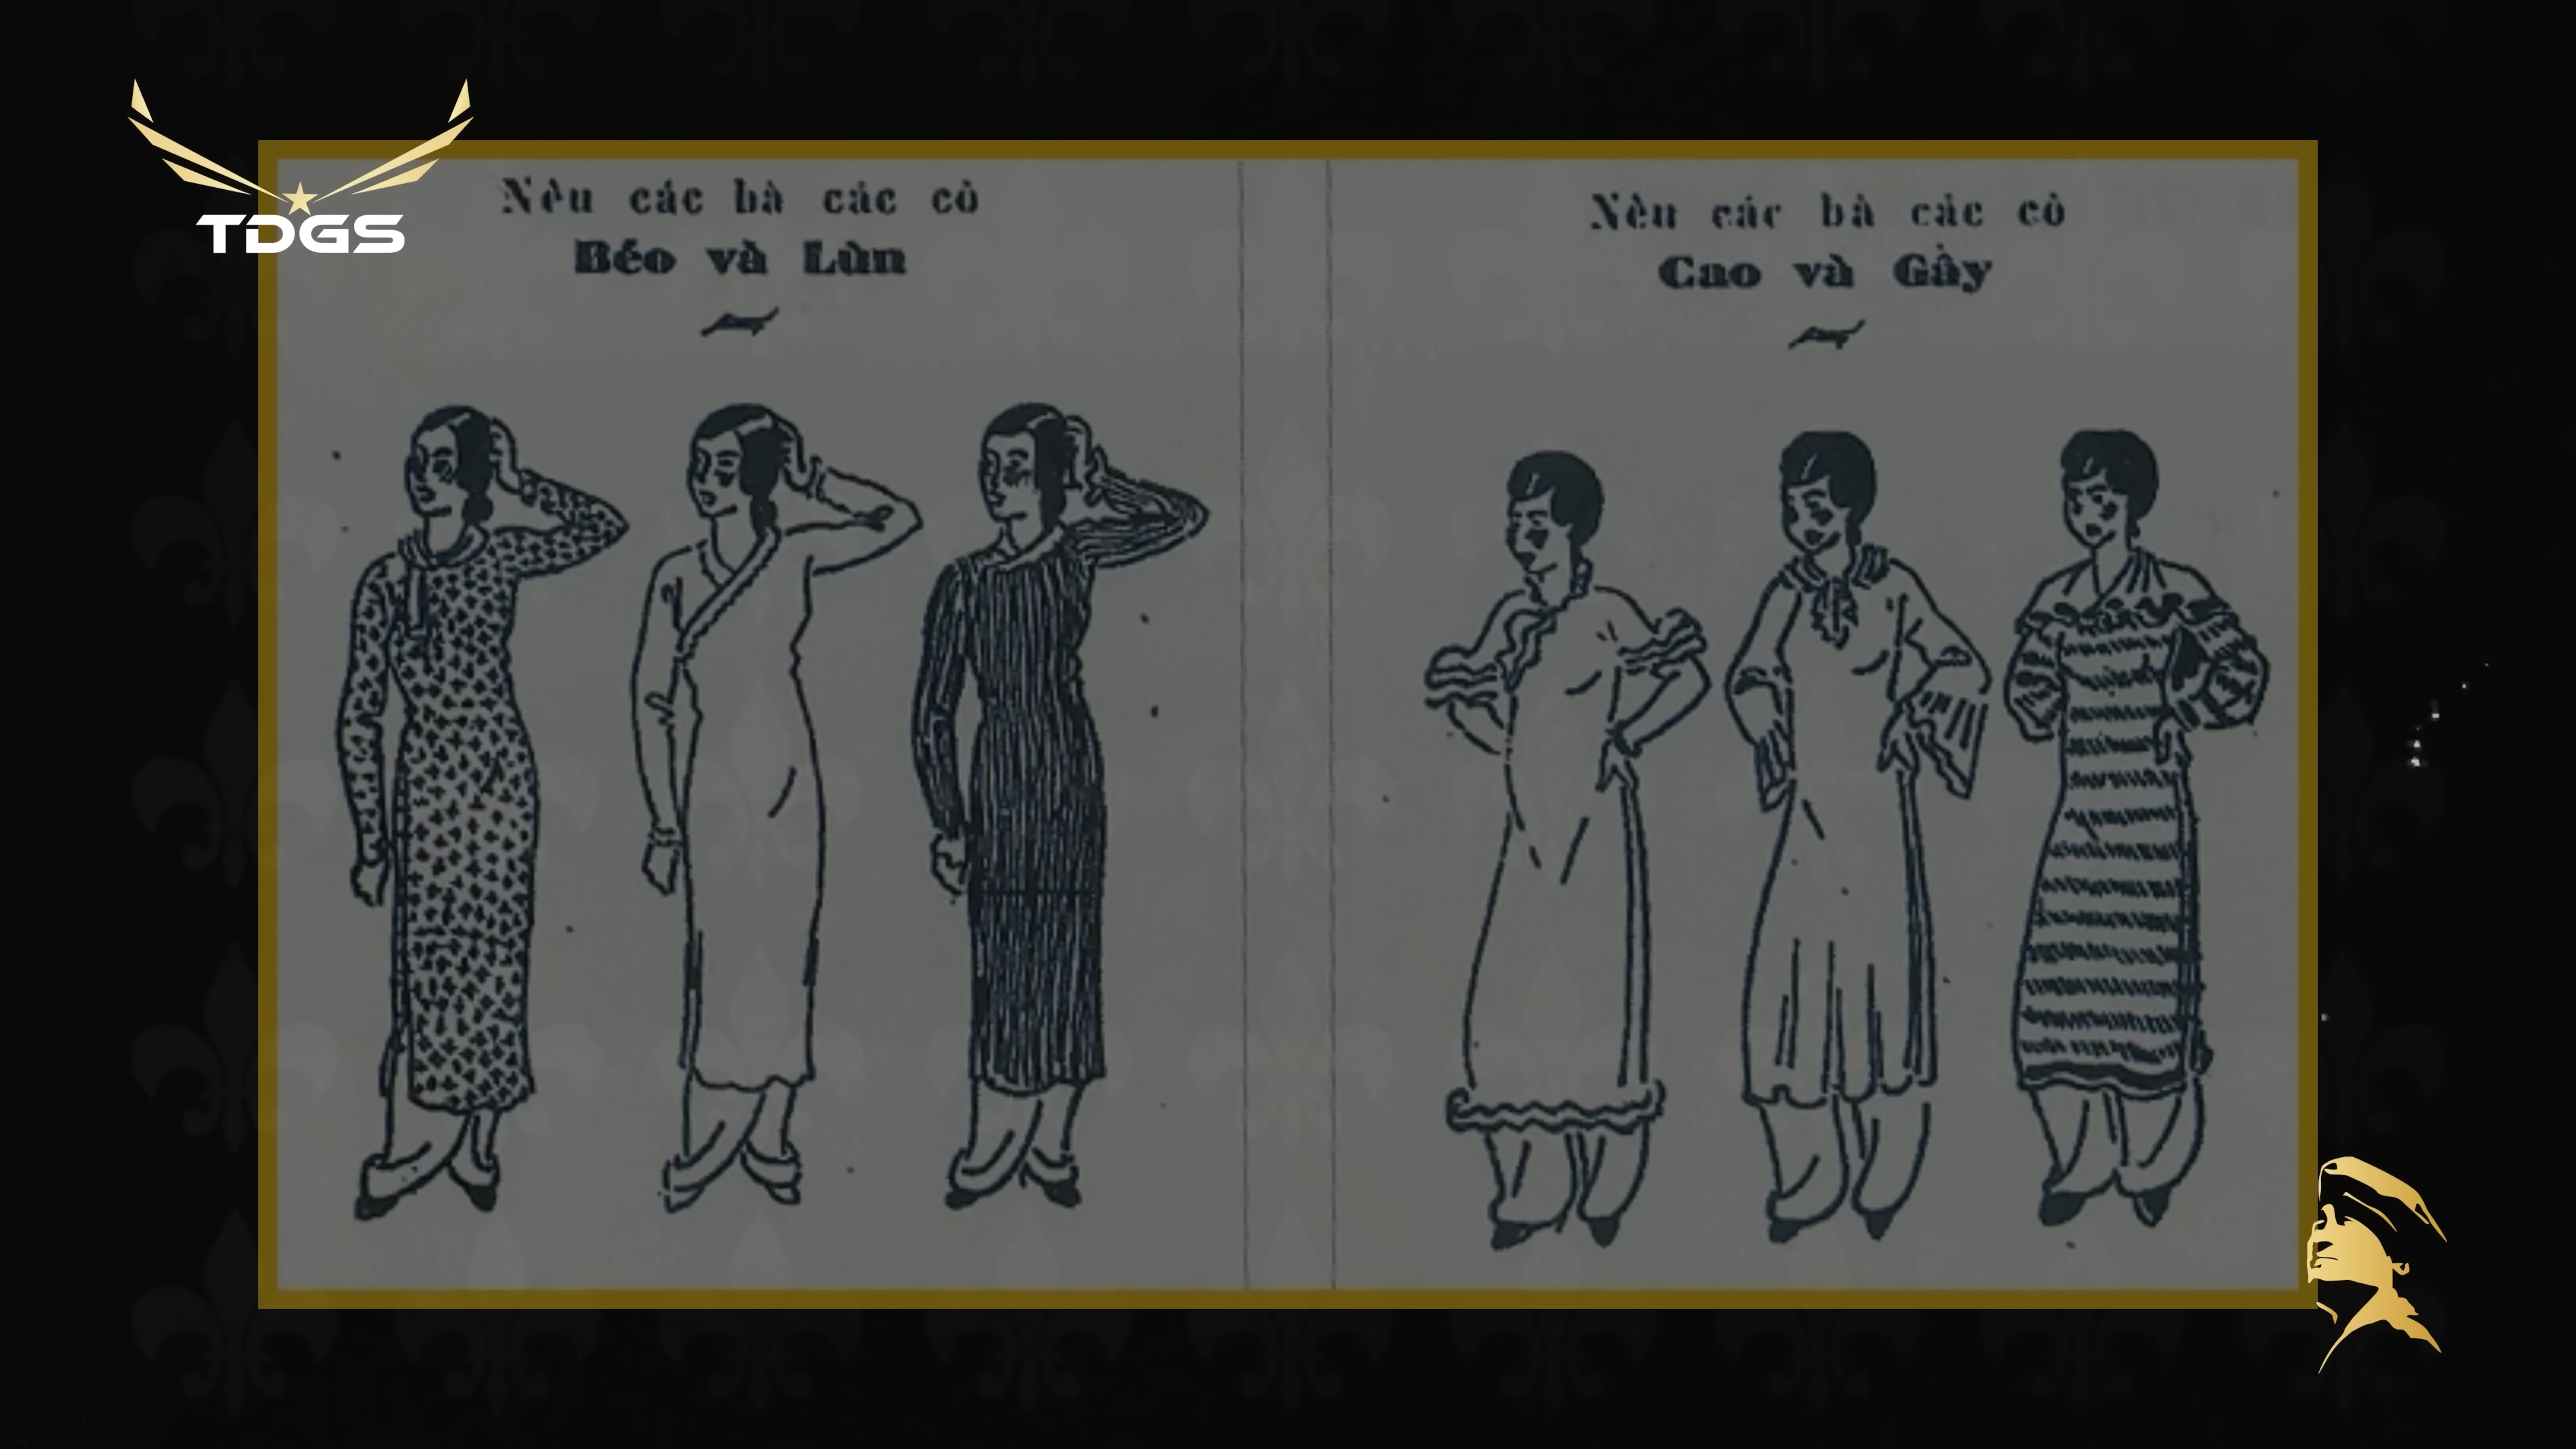 TDGS
Nếu các bà các cô
Béo và Lùn
Nếu các bà các cô
Cao và Gầy